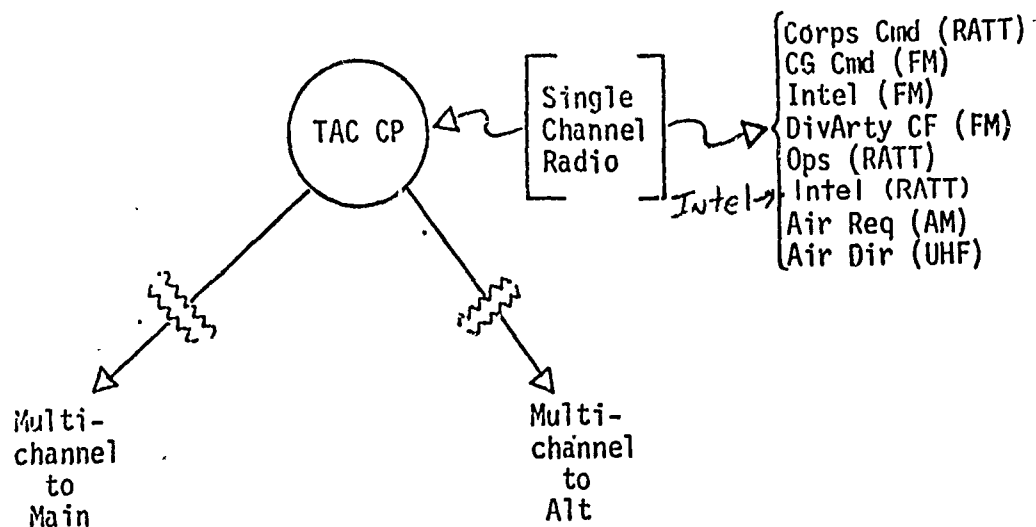 TAC CP
Single
Channel
Radio
Corps Cmd (RATT)
CG Cmd (FM)
Intel (FM)
DivArty CF (FM)
Ops (RATT)
Intel→ Intel (RATT)
Air Req (AM)
Air Dir (UHF)
Multi-
channel
to
Main
Multi-
channel
to
Alt